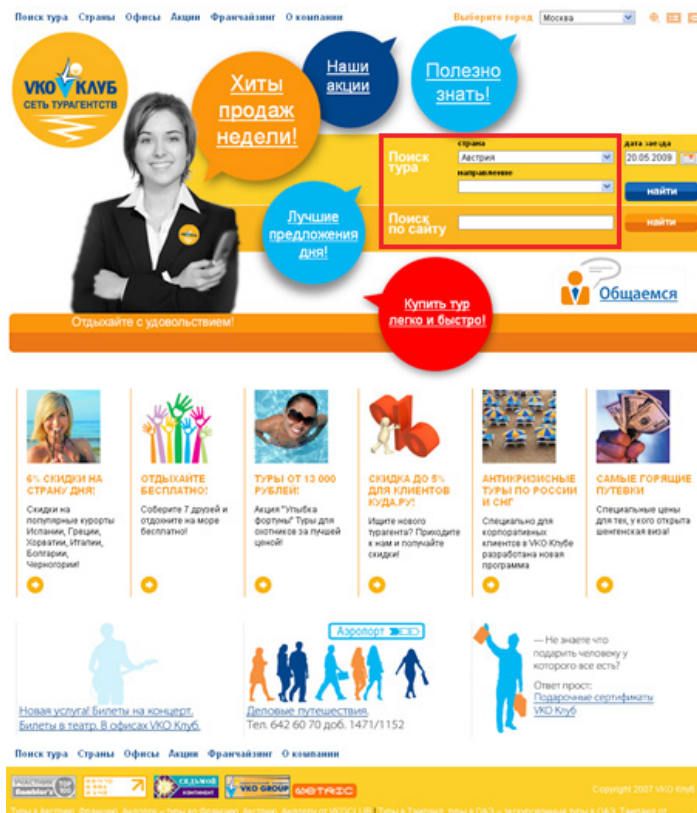 Поиск тура Страны Офисы Акции Франчайзинг О компании
Выберите город Москва
VKO КЛУБ
СЕТЬ ТУРАГЕНТСТВ
Хиты
продаж
недели!
Наши
акции
Полезно
знать!
Поиск
тура
страна
Австрия
направление
дата заезда
20.05.2009
найти
Поиск
по сайту
найти
Лучшие
предложения
дня!
Купить тур
легко и быстро!
Общаемся
Отдыхайте с удовольствием!
6% СКИДКИ НА
СТРАНУ ДНЯ!
Скидки на
популярные курорты
Испании, Греции,
Хорватии, Италии,
Болгарии,
Черногории!
ОТДЫХАЙТЕ
БЕСПЛАТНО!
Соберите 7 друзей и
отдохните на море
бесплатно!
ТУРЫ ОТ 13 000
РУБЛЕЙ!
Акция "Улыбка
фортуны" Туры для
охотников за лучшей
ценой!
СКИДКА ДО 5%
ДЛЯ КЛИЕНТОВ
КУДА.РУ!
Ищите нового
турагента? Приходите
к нам и получайте
скидки!
АНТИКРИЗИСНЫЕ
ТУРЫ ПО РОССИИ
И СНГ
Специально для
корпоративных
клиентов в VKO Клубе
разработана новая
программа
САМЫЕ ГОРЯЩИЕ
ПУТЕВКИ
Специальные цены
для тех, у кого открыта
шенгенская виза!
Новая услуга! Билеты на концерт.
Билеты в театр. В офисах VKO Клуб.
Аэропорт
Деловые путешествия.
Тел. 642 60 70 доб. 1471/1152
— Не знаете что
подарить человеку у
которого все есть?
Ответ прост:
Подарочные сертификаты
VKO Клуб
Поиск тура Страны Офисы Акции Франчайзинг О компании
Rambler's TOP 100
СЕДЬМОЙ
континент
VKO GROUP
WETRIC
Copyright 2007 VKO Клуб